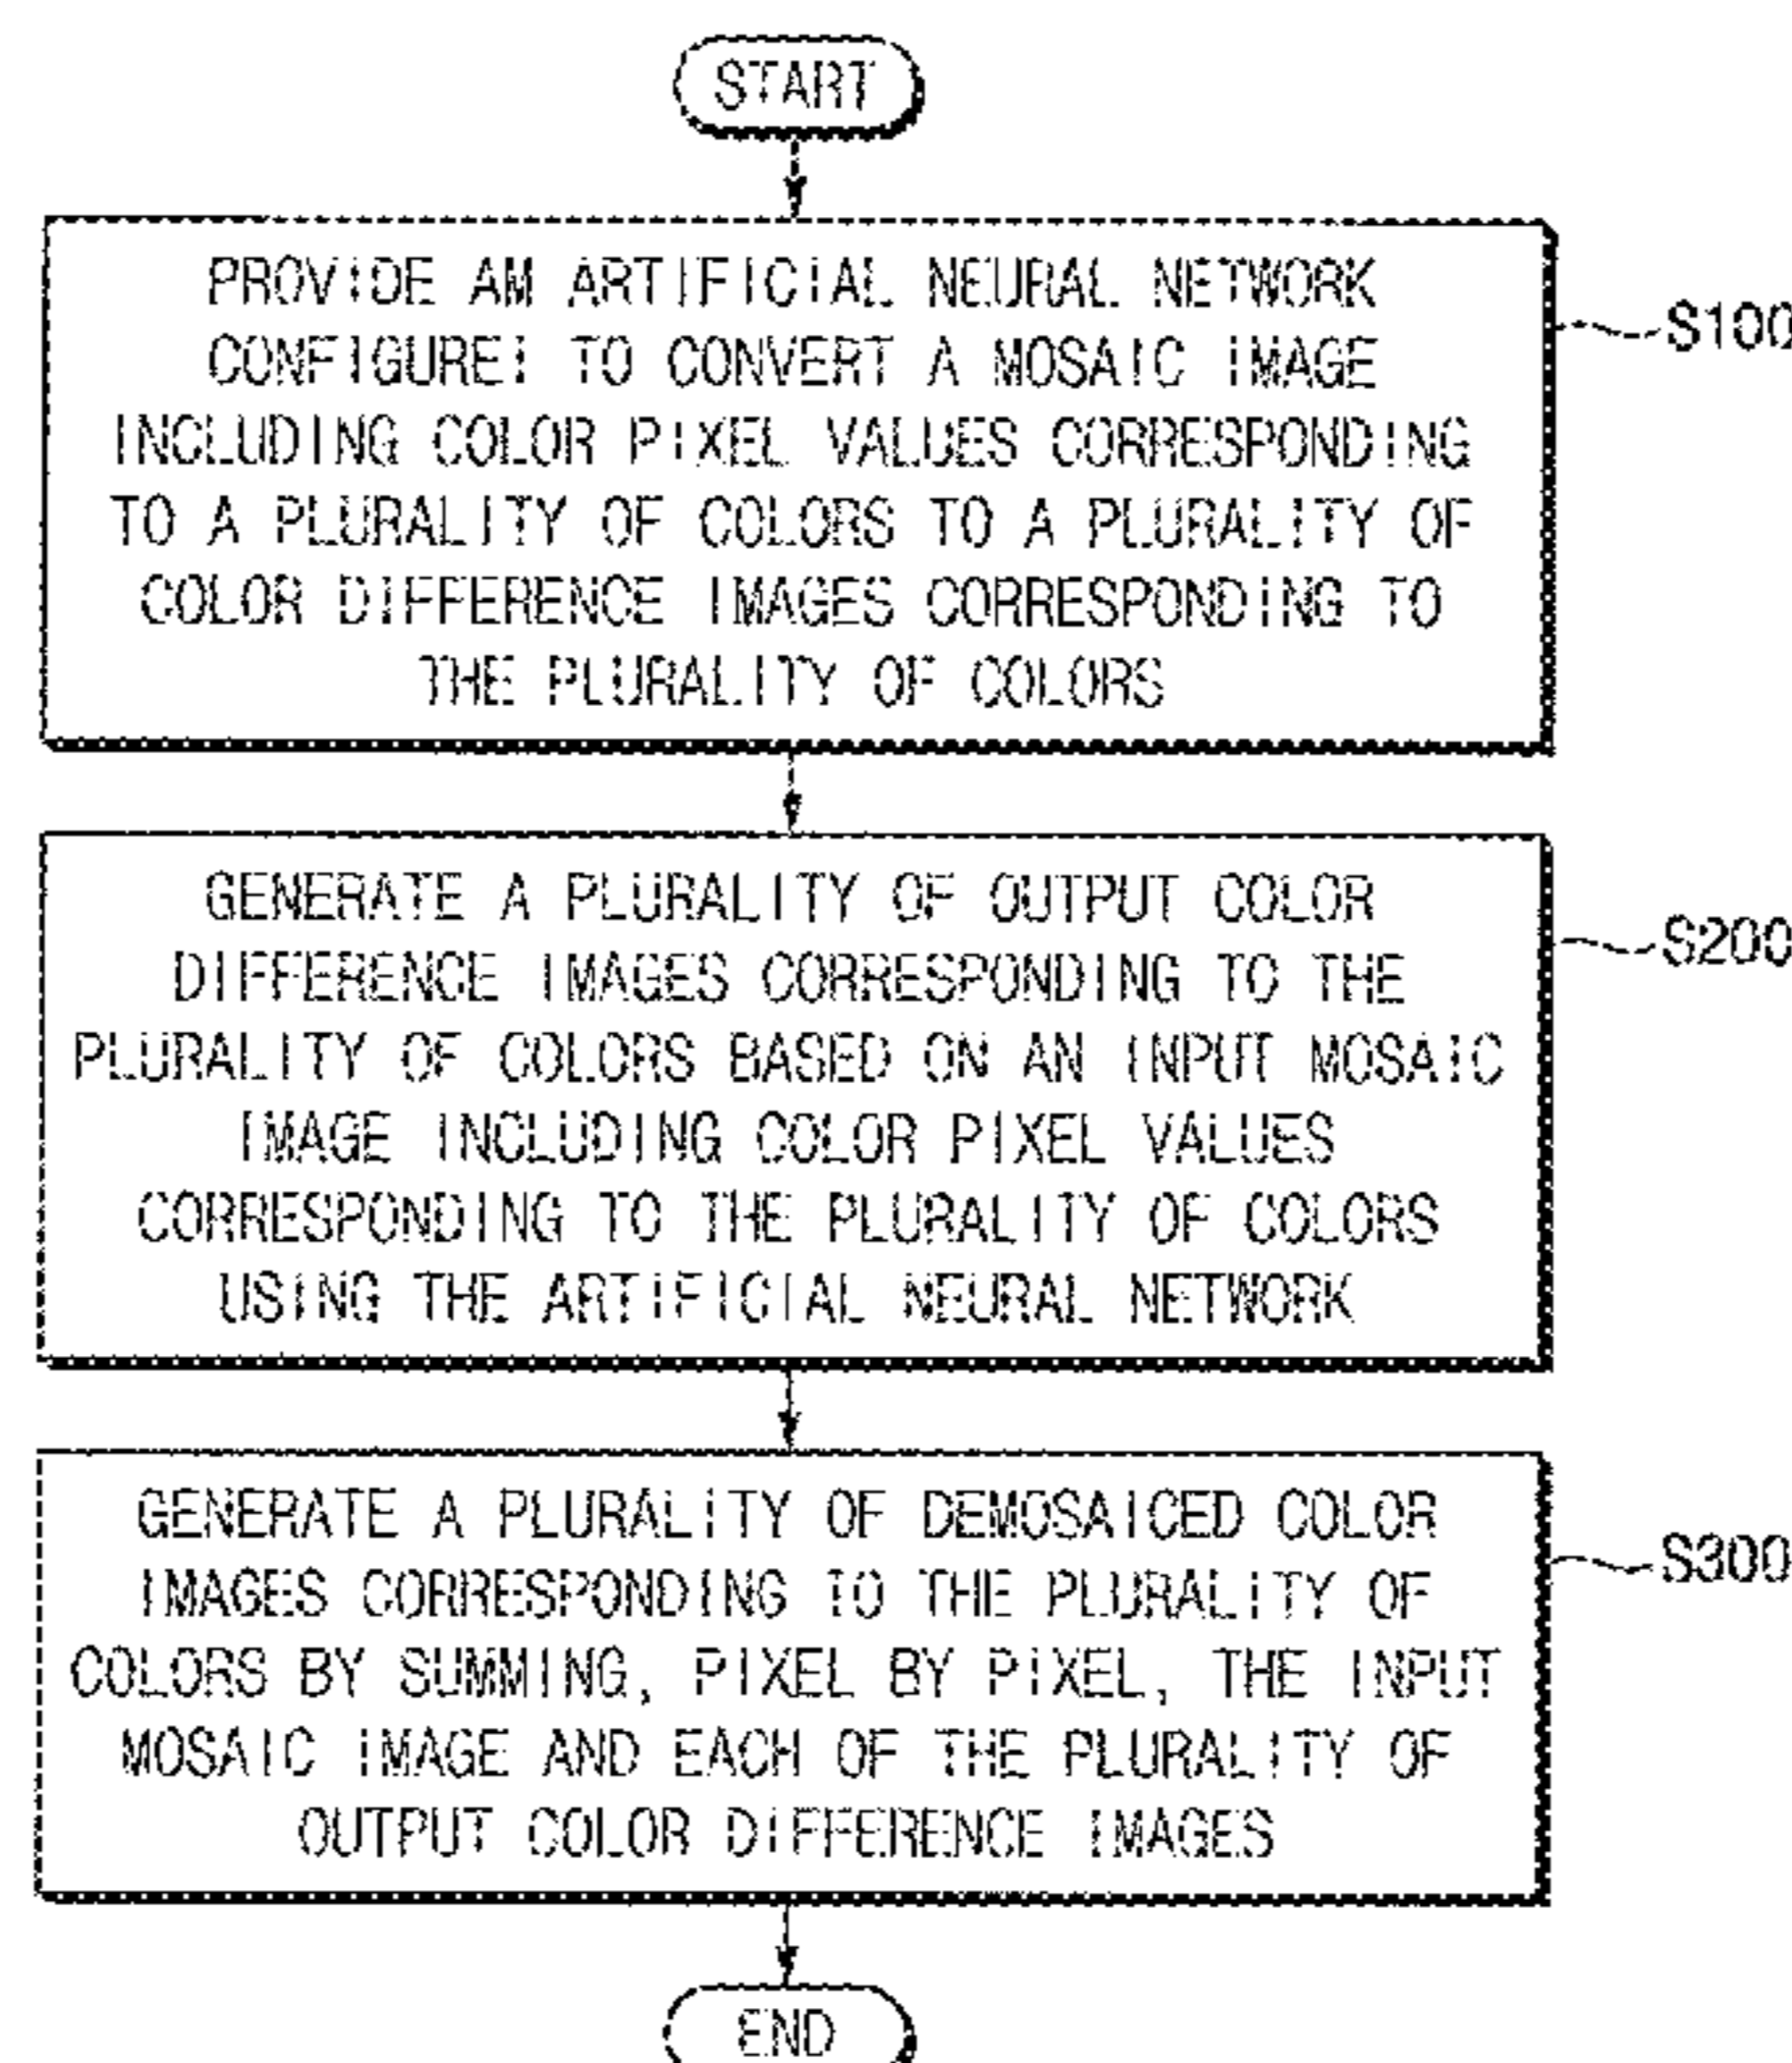 START
PROVIDE AM ARTIFICIAL NEURAL NETWORK
CONFIGURE! TO CONVERT A MOSAIC IMAGE
INCLUDING COLOR PIXEL VALUES CORRESPONDING
TO A PLURALITY OF COLORS TO A PLURALITY OF
COLOR DIFFERENCE IMAGES CORRESPONDING TO
THE PLURALITY OF COLORS
S100
GENERATE A PLURALITY OF OUTPUT COLOR
DIFFERENCE IMAGES CORRESPONDING TO THE
PLURALITY OF COLORS BASED ON AN INPUT MOSAIC
IMAGE INCLUDING COLOR PIXEL VALUES
CORRESPONDING TO THE PLURALITY OF COLORS
USING THE ARTIFICIAL NEURAL NETWORK
S200
GENERATE A PLURALITY OF DEMOSAICED COLOR
IMAGES CORRESPONDING TO THE PLURALITY OF
COLORS BY SUMMING, PIXEL BY PIXEL, THE INPUT
MOSAIC IMAGE AND EACH OF THE PLURALITY OF
OUTPUT COLOR DIFFERENCE IMAGES
S300
END